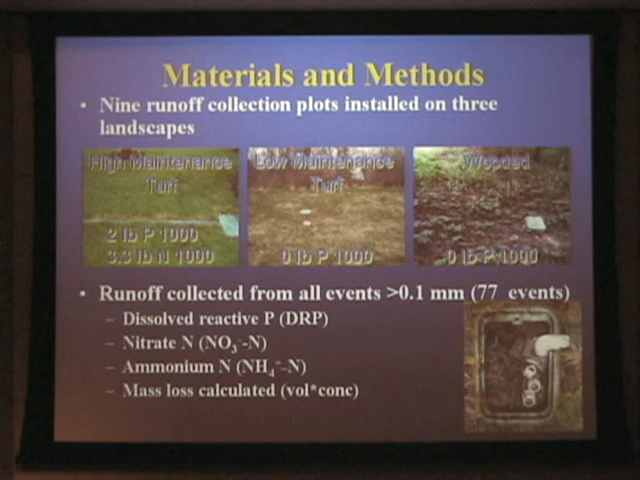 Materials and Methods
• Nine runoff collection plots installed on three
landscapes
High Maintenance
Turf
2 lb P 1000
3.3 lb N 1000
Low Maintenance
Turf
0 lb P 1000
Wooded
0 lb P 1000
• Runoff collected from all events >0.1 mm (77 events)
– Dissolved reactive P (DRP)
– Nitrate N (NO₃⁻-N)
– Ammonium N (NH₄⁺-N)
– Mass loss calculated (vol*conc)